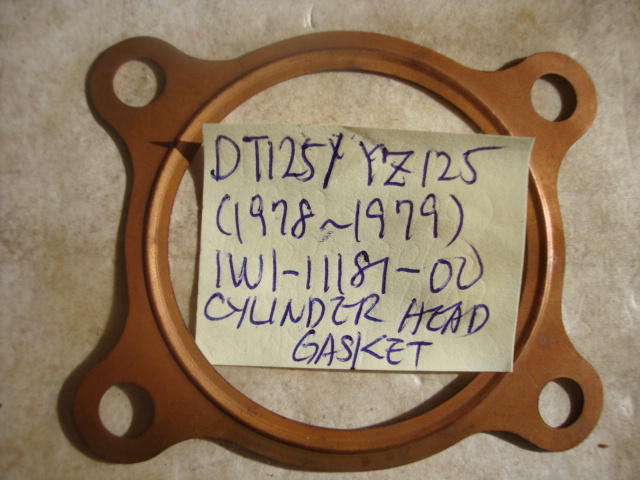 DT125/YZ125
(1978~1979)
1W1-11181-00
CYLINDER HEAD
GASKET